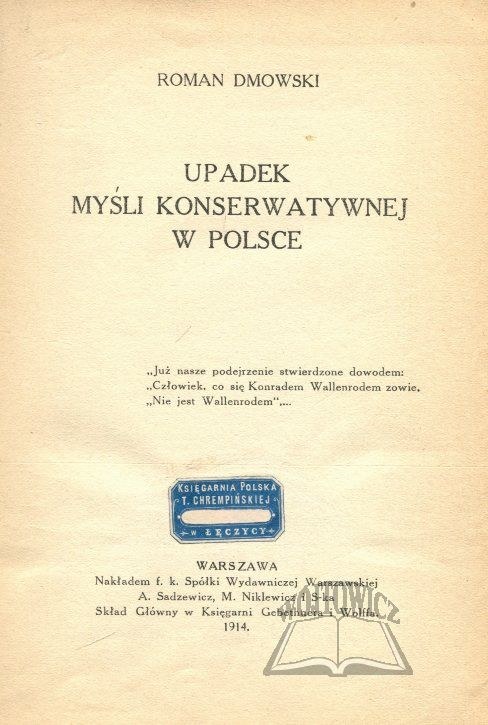 ROMAN DMOWSKI
UPADEK
MYŚLI KONSERWATYWNEJ
W POLSCE
„Już nasze podejrzenie stwierdzone dowodem:
„Człowiek, co się Konradem Wallenrodem zowie,
„Nie jest Wallenrodem“,...
KSIĘGARNIA POLSKA
T. CHREMPIŃSKIEJ
w ŁĘCZYCY
WARSZAWA
Nakładem f. k. Spółki Wydawniczej Warszawskiej
A. Sadzewicz, M. Niklewicz i S-ka
Skład Główny w Księgarni Gebethnera i Wolffa.
1914.
WÓJTOWICZ